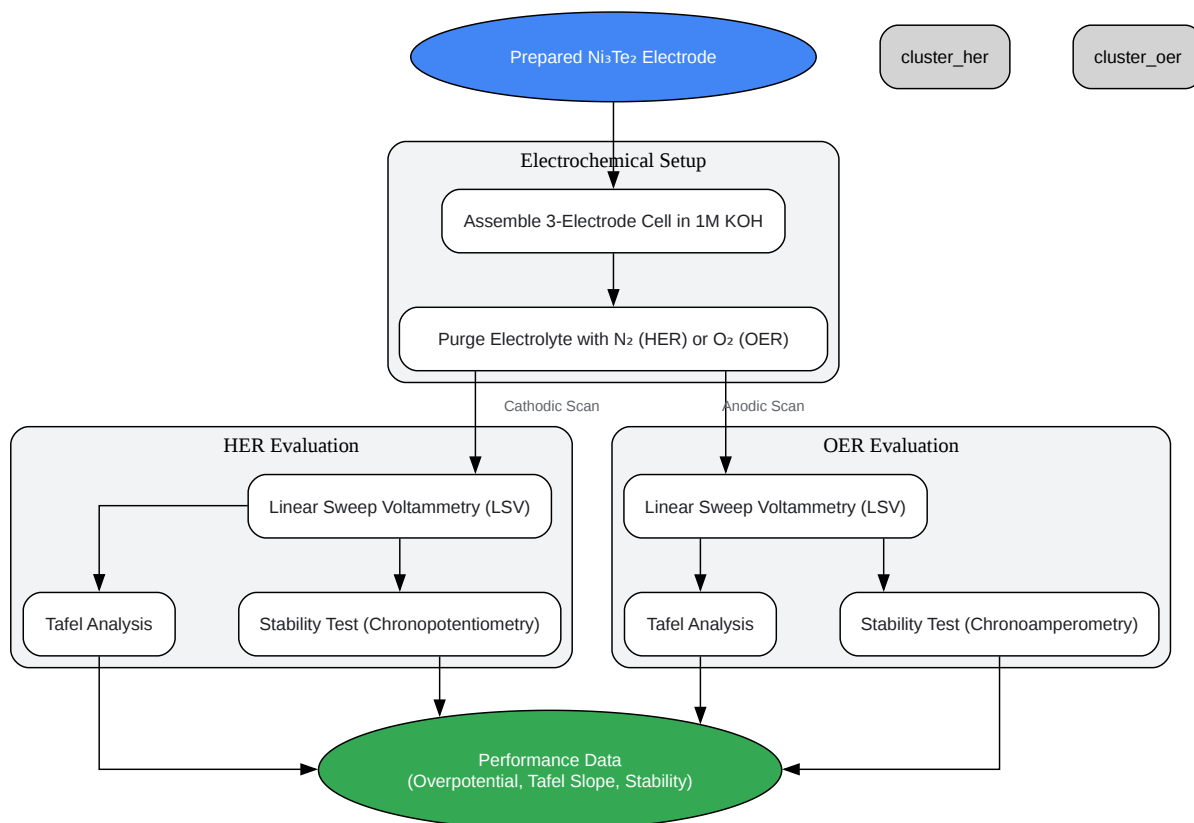 Prepared Ni₃Te₂ Electrode
cluster_her
cluster_oer
Electrochemical Setup
Assemble 3-Electrode Cell in 1M KOH
Purge Electrolyte with N₂ (HER) or O₂ (OER)
Cathodic Scan
Anodic Scan
HER Evaluation
Linear Sweep Voltammetry (LSV)
Tafel Analysis
Stability Test (Chronopotentiometry)
OER Evaluation
Linear Sweep Voltammetry (LSV)
Tafel Analysis
Stability Test (Chronoamperometry)
Performance Data
(Overpotential, Tafel Slope, Stability)